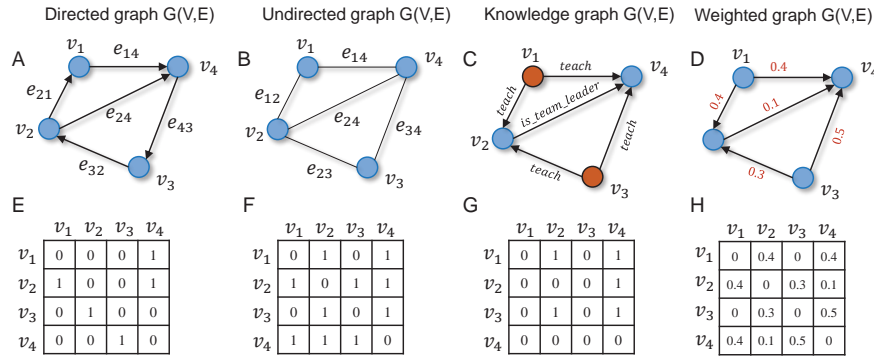 Directed graph G(V,E) Undirected graph G(V,E) Knowledge graph G(V,E) Weighted graph G(V,E)
A v1 e14 v4 e21 e24 v2 e43 e32 v3
B v1 e14 v4 e12 e24 v2 e34 e23 v3
C v1 teach v4 teach is_team_leader v2 teach teach v3
D v1 0.4 v4 0.4 0.1 0.5 0.3 v3
E
v1 v2 v3 v4
v1 0 0 0 1
v2 1 0 0 1
v3 0 1 0 0
v4 0 0 1 0
F
v1 v2 v3 v4
v1 0 1 0 1
v2 1 0 1 1
v3 0 1 0 1
v4 1 1 1 0
G
v1 v2 v3 v4
v1 0 1 0 1
v2 0 0 0 1
v3 0 1 0 1
v4 0 0 0 0
H
v1 v2 v3 v4
v1 0 0.4 0 0.4
v2 0.4 0 0.3 0.1
v3 0 0.3 0 0.5
v4 0.4 0.1 0.5 0